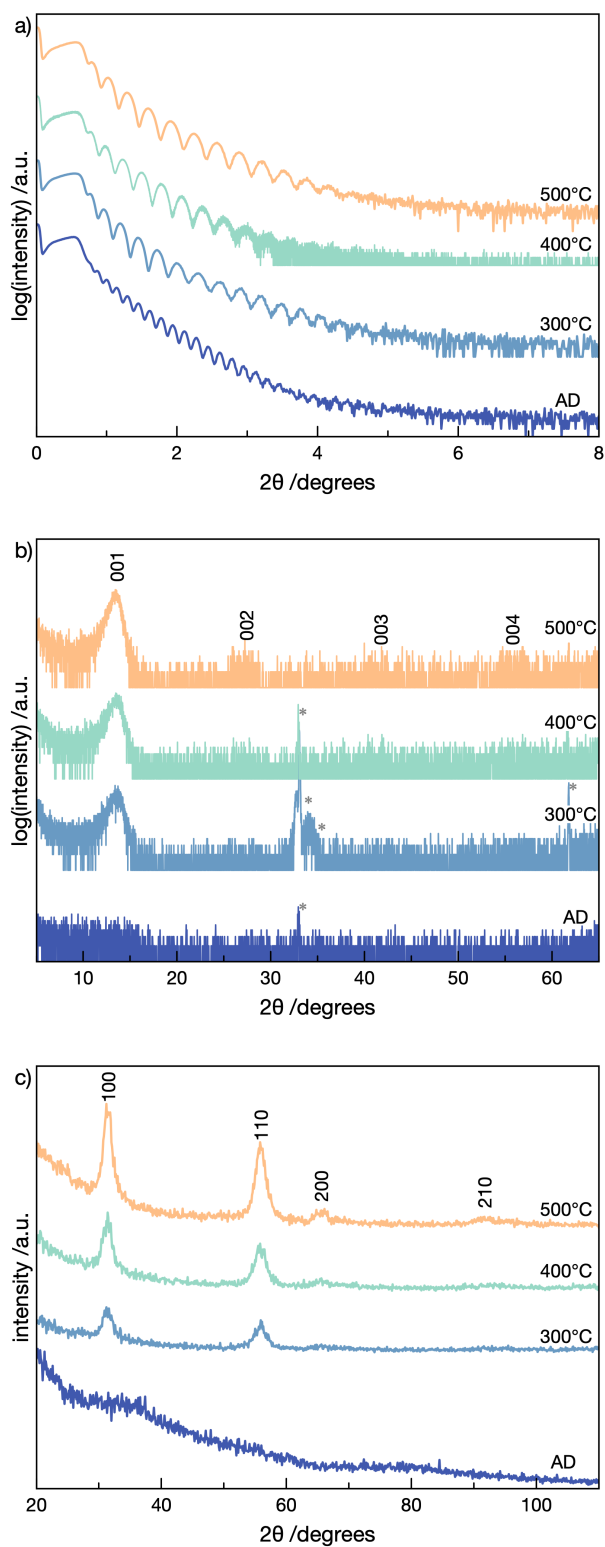 a)
log(intensity) /a.u.
500°C
400°C
300°C
AD
0 2 4 6 8
2θ /degrees
b)
log(intensity) /a.u.
001
002
003
004
500°C
*
400°C
*
*
*
300°C
*
AD
10 20 30 40 50 60
2θ /degrees
c)
intensity /a.u.
100
110
200
210
500°C
400°C
300°C
AD
20 40 60 80 100
2θ /degrees